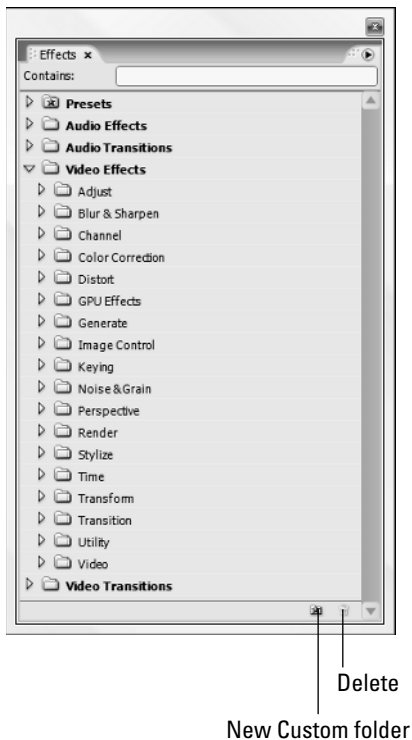 Effects x
Contains:
Presets
Audio Effects
Audio Transitions
Video Effects
Adjust
Blur & Sharpen
Channel
Color Correction
Distort
GPU Effects
Generate
Image Control
Keying
Noise & Grain
Perspective
Render
Stylize
Time
Transform
Transition
Utility
Video
Video Transitions
Delete
New Custom folder